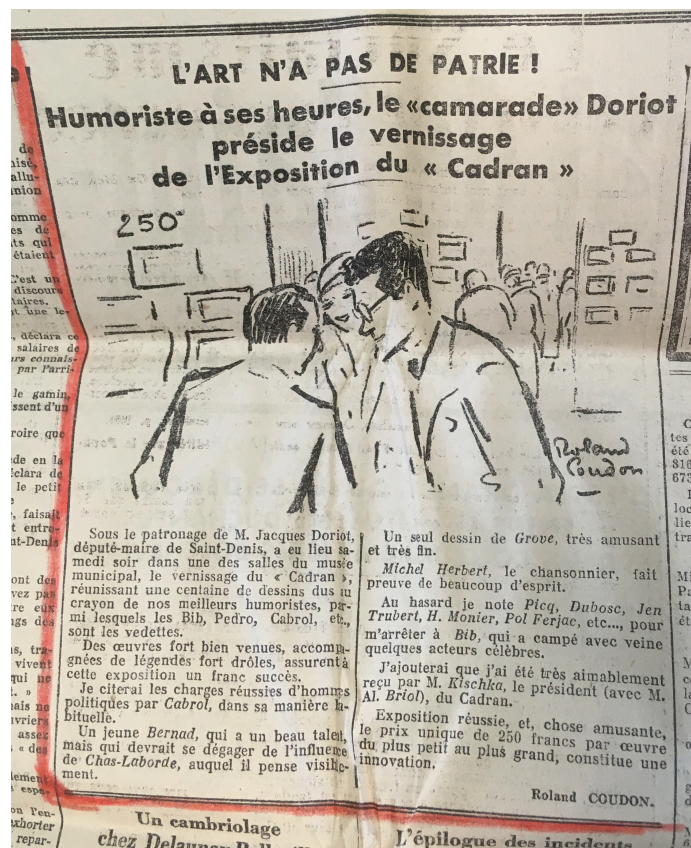 L'ART N'A PAS DE PATRIE !
Humoriste à ses heures, le «camarade» Doriot
préside le vernissage
de l'Exposition du « Cadran »
250
Roland
Coudon
Sous le patronage de M. Jacques Doriot,
député-maire de Saint-Denis, a eu lieu sa-
medi soir dans une des salles du musée
municipal, le vernissage du « Cadran »,
réunissant une centaine de dessins dus au
crayon de nos meilleurs humoristes, par-
mi lesquels les Bib, Pedro, Cabrol, etc.,
sont les vedettes.
Des œuvres fort bien venues, accompa-
gnées de légendes fort drôles, assurent à
cette exposition un franc succès.
Je citerai les charges réussies d'hommes
politiques par Cabrol, dans sa manière ha-
bituelle.
Un jeune Bernad, qui a un beau talent,
mais qui devrait se dégager de l'influence
de Chas-Laborde, auquel il pense visible-
ment.
Un seul dessin de Grove, très amusant
et très fin.
Michel Herbert, le chansonnier, fait
preuve de beaucoup d'esprit.
Au hasard je note Picq, Dubosc, Jen
Trubert, H. Monier, Pol Ferjac, etc..., pour
m'arrêter à Bib, qui a campé avec veine
quelques acteurs célèbres.
J'ajouterai que j'ai été très aimablement
reçu par M. Kischka, le président (avec M.
Al. Briol), du Cadran.
Exposition réussie, et, chose amusante,
le prix unique de 250 francs par œuvre
du plus petit au plus grand, constitue une
innovation.
Roland COUDON.
Un cambriolage
chez
L'épilogue des incidents